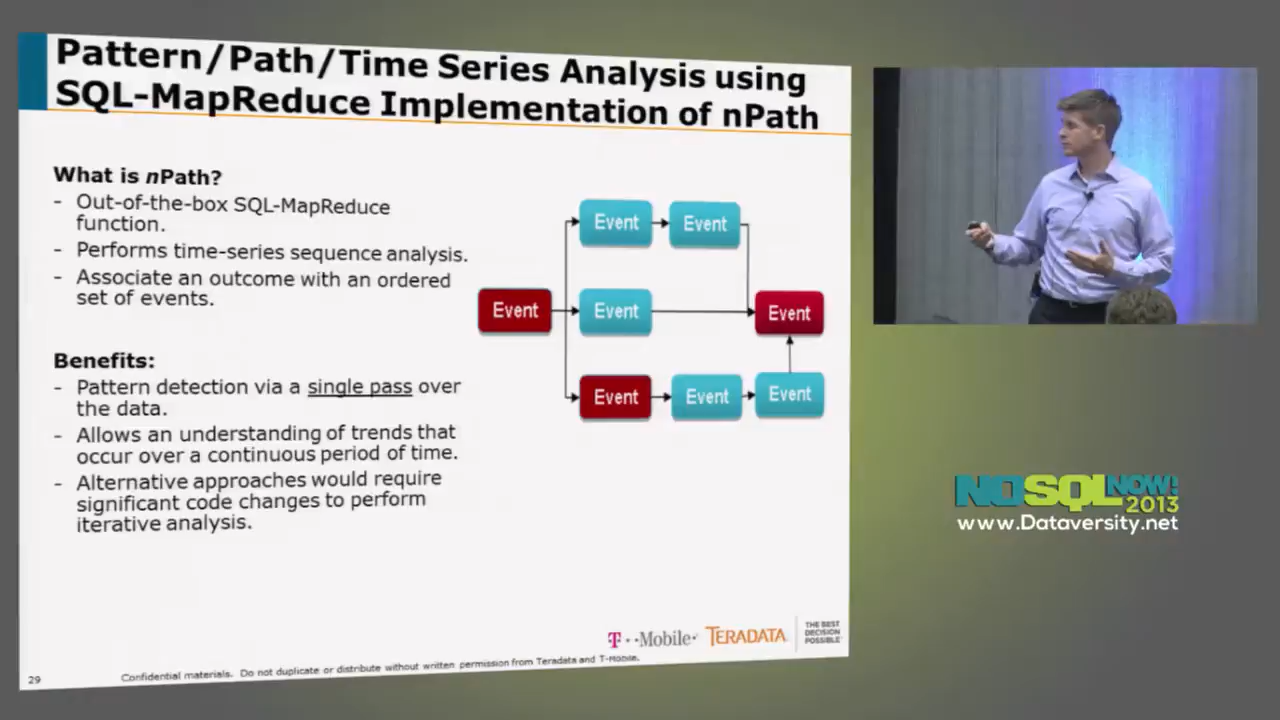 Pattern/Path/Time Series Analysis using
SQL-MapReduce Implementation of nPath
What is nPath?
- Out-of-the-box SQL-MapReduce
function.
- Performs time-series sequence analysis.
- Associate an outcome with an ordered
set of events.
Benefits:
- Pattern detection via a single pass over
the data.
- Allows an understanding of trends that
occur over a continuous period of time.
- Alternative approaches would require
significant code changes to perform
iterative analysis.
Event Event
Event Event Event
Event Event Event
T··Mobile· TERADATA
THE BEST
DECISION
POSSIBLE
29
Confidential materials. Do not duplicate or distribute without written permission from Teradata and T-Mobile.
NOSQLNOW!
2013
www.Dataversity.net